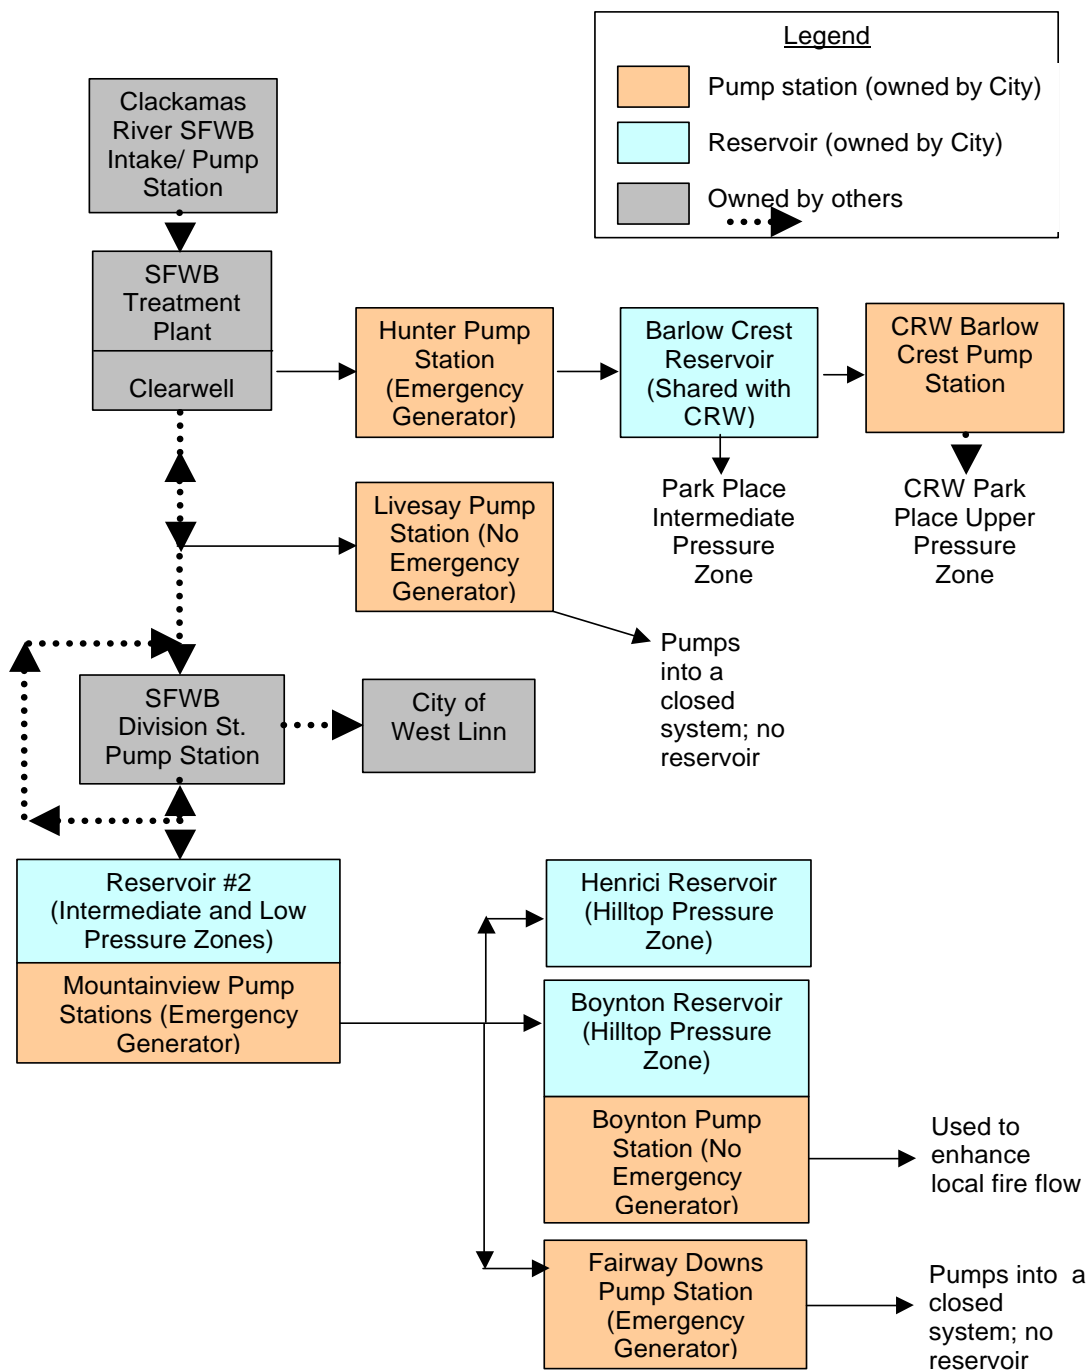 Legend
Pump station (owned by City)
Reservoir (owned by City)
Owned by others
Clackamas
River SFWB
Intake/ Pump
Station
SFWB
Treatment
Plant
Clearwell
Hunter Pump
Station
(Emergency
Generator)
Barlow Crest
Reservoir
(Shared with
CRW)
CRW Barlow
Crest Pump
Station
Park Place
Intermediate
Pressure
Zone
CRW Park
Place Upper
Pressure
Zone
Livesay Pump
Station (No
Emergency
Generator)
Pumps
into a
closed
system; no
reservoir
SFWB
Division St.
Pump Station
City of
West Linn
Reservoir #2
(Intermediate and Low
Pressure Zones)
Mountainview Pump
Stations (Emergency
Generator)
Henrici Reservoir
(Hilltop Pressure
Zone)
Boynton Reservoir
(Hilltop Pressure
Zone)
Boynton Pump
Station (No
Emergency
Generator)
Used to
enhance
local fire flow
Fairway Downs
Pump Station
(Emergency
Generator)
Pumps into a
closed
system; no
reservoir